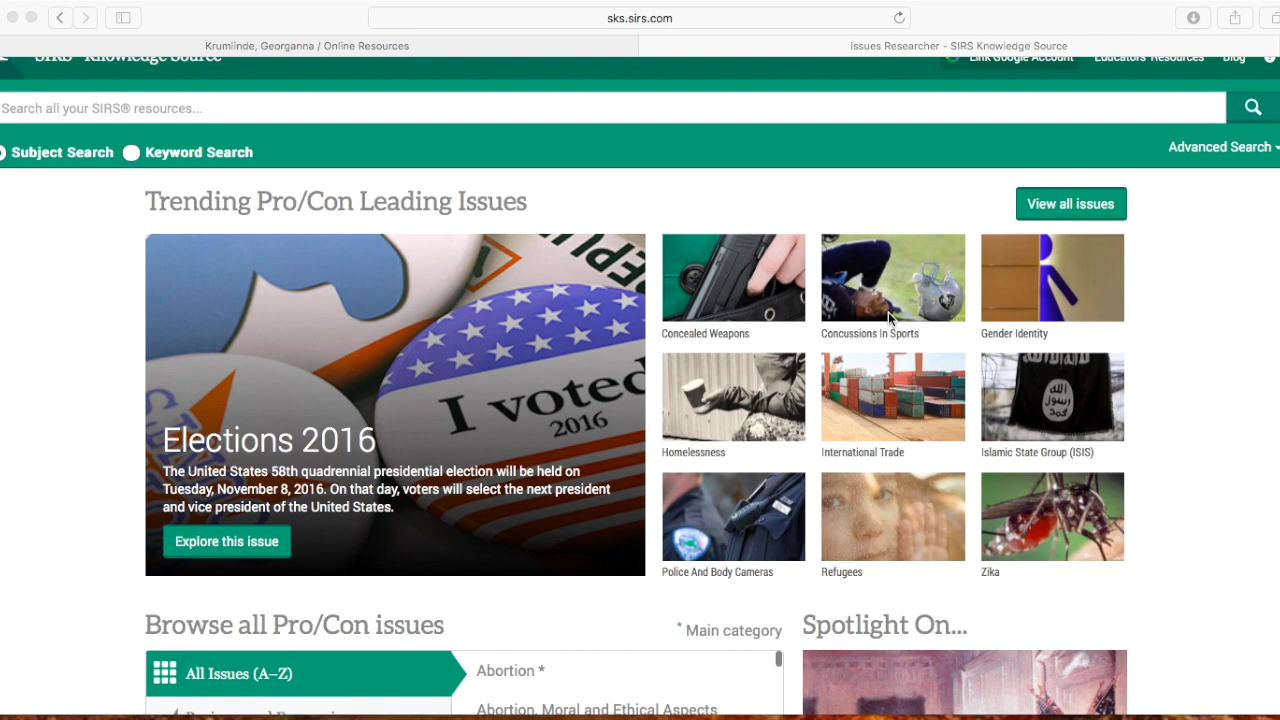 sks.sirs.com
Krumlinde, Georganna / Online Resources
Issues Researcher - SIRS Knowledge Source
SIRS® Knowledge Source
Link Google Account
Educators' Resources
Blog
Search all your SIRS® resources...
Subject Search
Keyword Search
Advanced Search
Trending Pro/Con Leading Issues
View all issues
I voted
2016
Elections 2016
The United States 58th quadrennial presidential election will be held on
Tuesday, November 8, 2016. On that day, voters will select the next president
and vice president of the United States.
Explore this issue
Concealed Weapons
Concussions In Sports
Gender Identity
Homelessness
International Trade
Islamic State Group (ISIS)
Police And Body Cameras
Refugees
Zika
Browse all Pro/Con issues
* Main category
Spotlight On...
All Issues (A–Z)
Abortion *
Abortion, Moral and Ethical Aspects